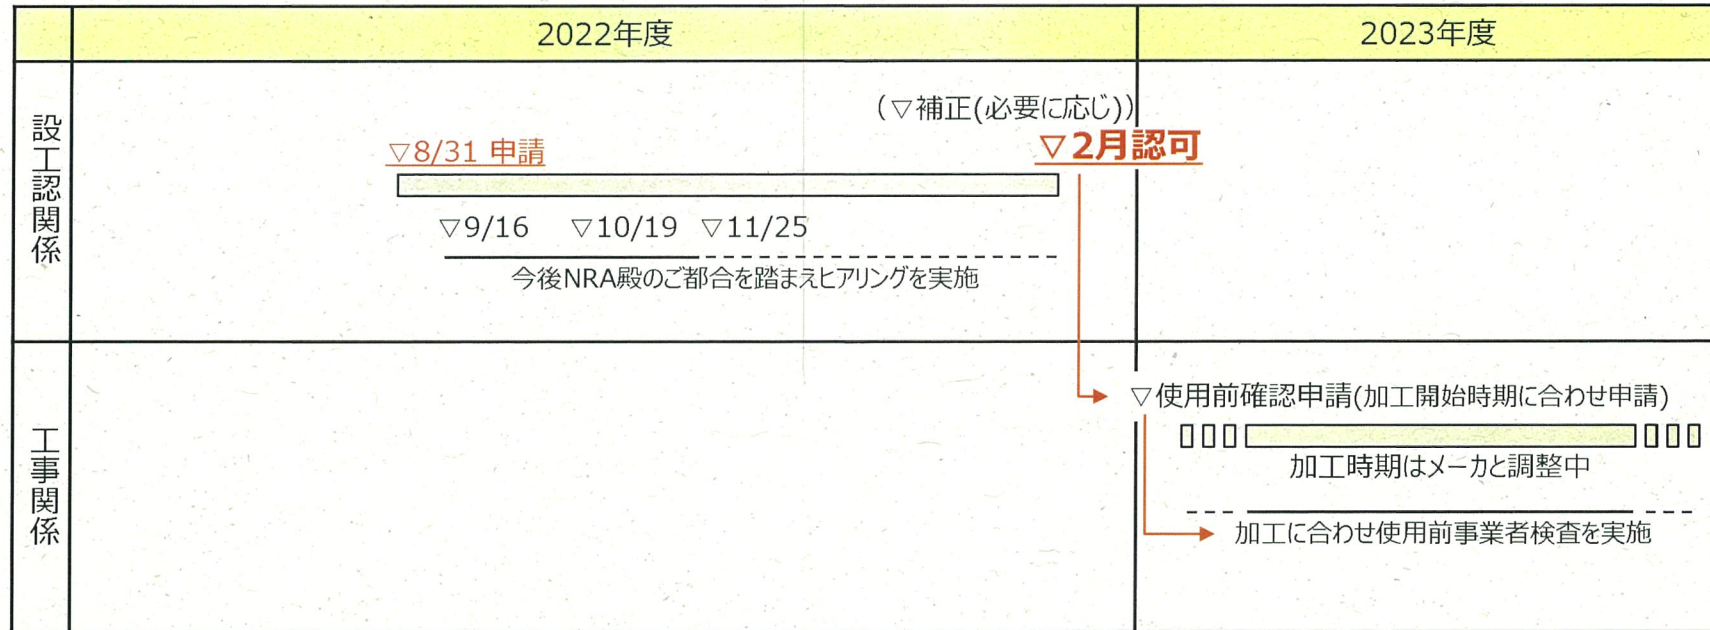 2022年度
2023年度
設工認関係
(▽補正(必要に応じ))
▽8/31 申請
▽2月認可
▽9/16 ▽10/19 ▽11/25
今後NRA殿のご都合を踏まえヒアリングを実施
工事関係
▽使用前確認申請(加工開始時期に合わせ申請)
加工時期はメーカと調整中
加工に合わせ使用前事業者検査を実施